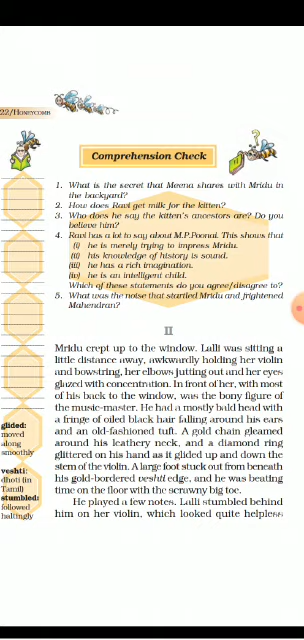 22/HONEYCOMB
Comprehension Check
1. What is the secret that Meena shares with Mridu in
the backyard?
2. How does Ravi get milk for the kitten?
3. Who does he say the kitten's ancestors are? Do you
believe him?
4. Ravi has a lot to say about M.P.Poonai. This shows that
(i) he is merely trying to impress Mridu.
(ii) his knowledge of history is sound.
(iii) he has a rich imagination.
(iv) he is an intelligent child.
Which of these statements do you agree/disagree to?
5. What was the noise that startled Mridu and frightened
Mahendran?
II
Mridu crept up to the window. Lalli was sitting a
little distance away, awkwardly holding her violin
and bowstring, her elbows jutting out and her eyes
glazed with concentration. In front of her, with most
of his back to the window, was the bony figure of
the music-master. He had a mostly bald head with
a fringe of oiled black hair falling around his ears
and an old-fashioned tuft. A gold chain gleamed
around his leathery neck, and a diamond ring
glittered on his hand as it glided up and down the
stem of the violin. A large foot stuck out from beneath
his gold-bordered veshti edge, and he was beating
time on the floor with the scrawny big toe.
He played a few notes. Lalli stumbled behind
him on her violin, which looked quite helpless
glided:
moved
along
smoothly
veshti:
dhoti (in
Tamil)
stumbled:
followed
haltingly